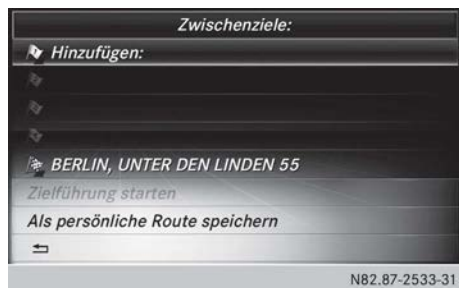 Zwischenziele:
Hinzufügen:
BERLIN, UNTER DEN LINDEN 55
Zielführung starten
Als persönliche Route speichern
N82.87-2533-31